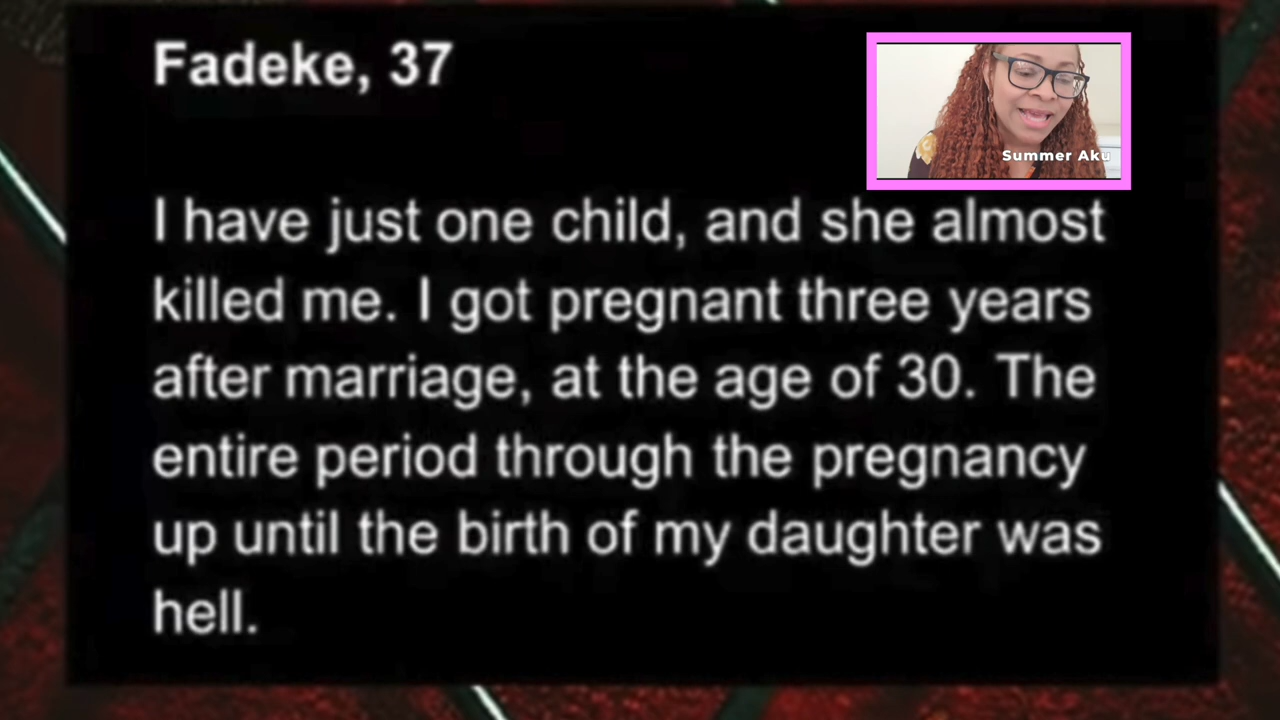 Fadeke, 37
Summer Aku
I have just one child, and she almost
killed me. I got pregnant three years
after marriage, at the age of 30. The
entire period through the pregnancy
up until the birth of my daughter was
hell.